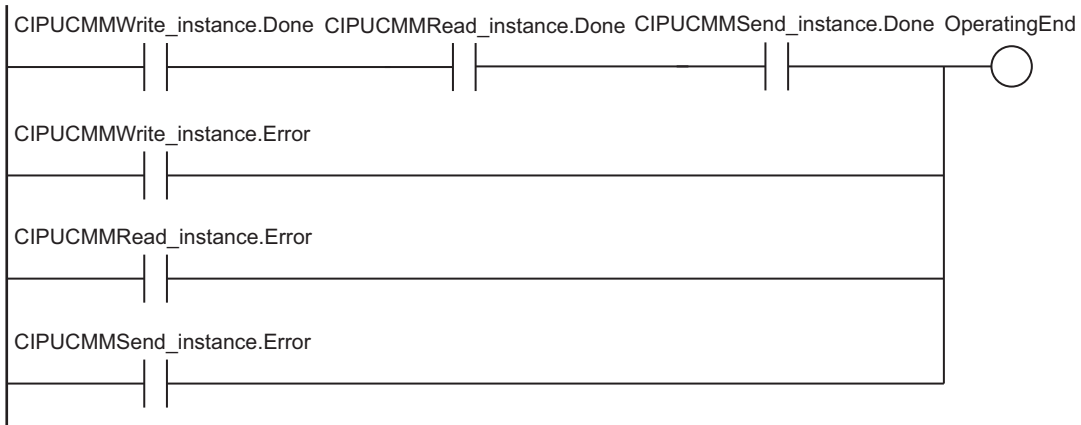 CIPUCMMWrite_instance.Done CIPUCMMRead_instance.Done CIPUCMMSend_instance.Done OperatingEnd
CIPUCMMWrite_instance.Error
CIPUCMMRead_instance.Error
CIPUCMMSend_instance.Error